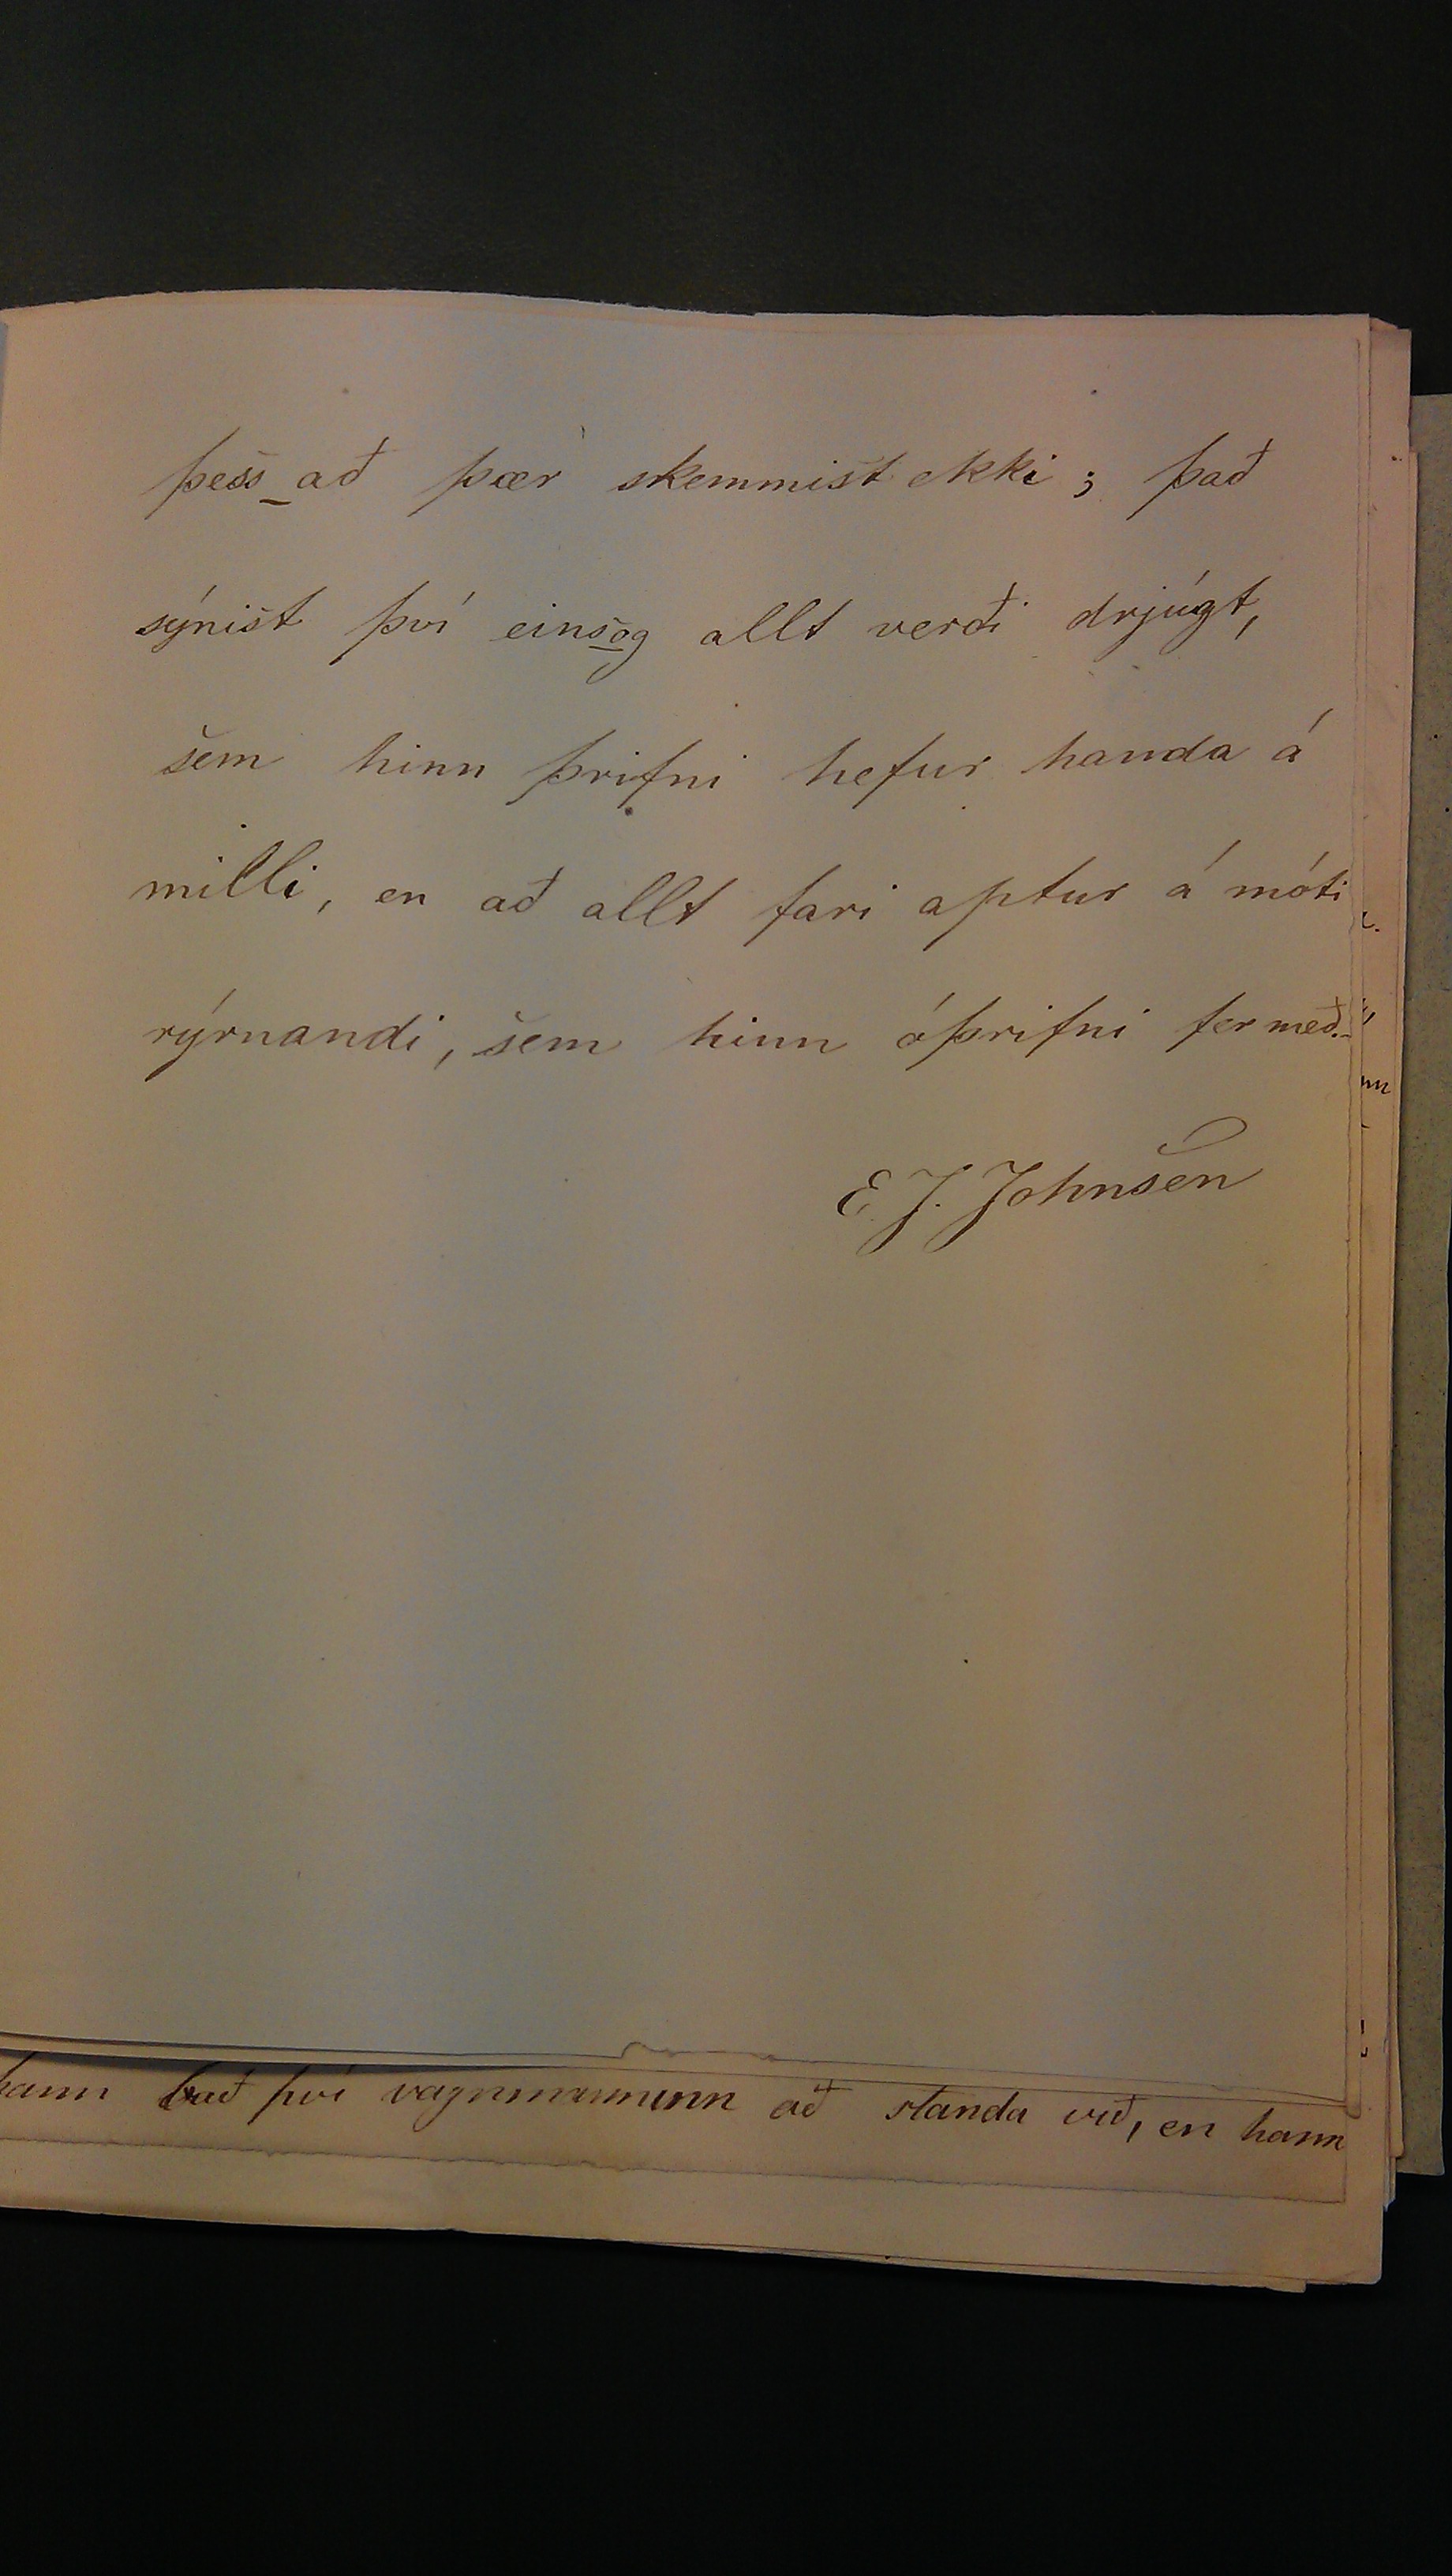 þess_að þær skemmist ekki; það
sýnist því eins_og allt verði drjúgt,
sem hinn þrifni hefur handa á
milli, en að allt fari aptur á móti
rýrnandi, sem hinn óþrifni fer með._
E. J. Johnsen
hann bað því vagnmanninn að standa við, en hann